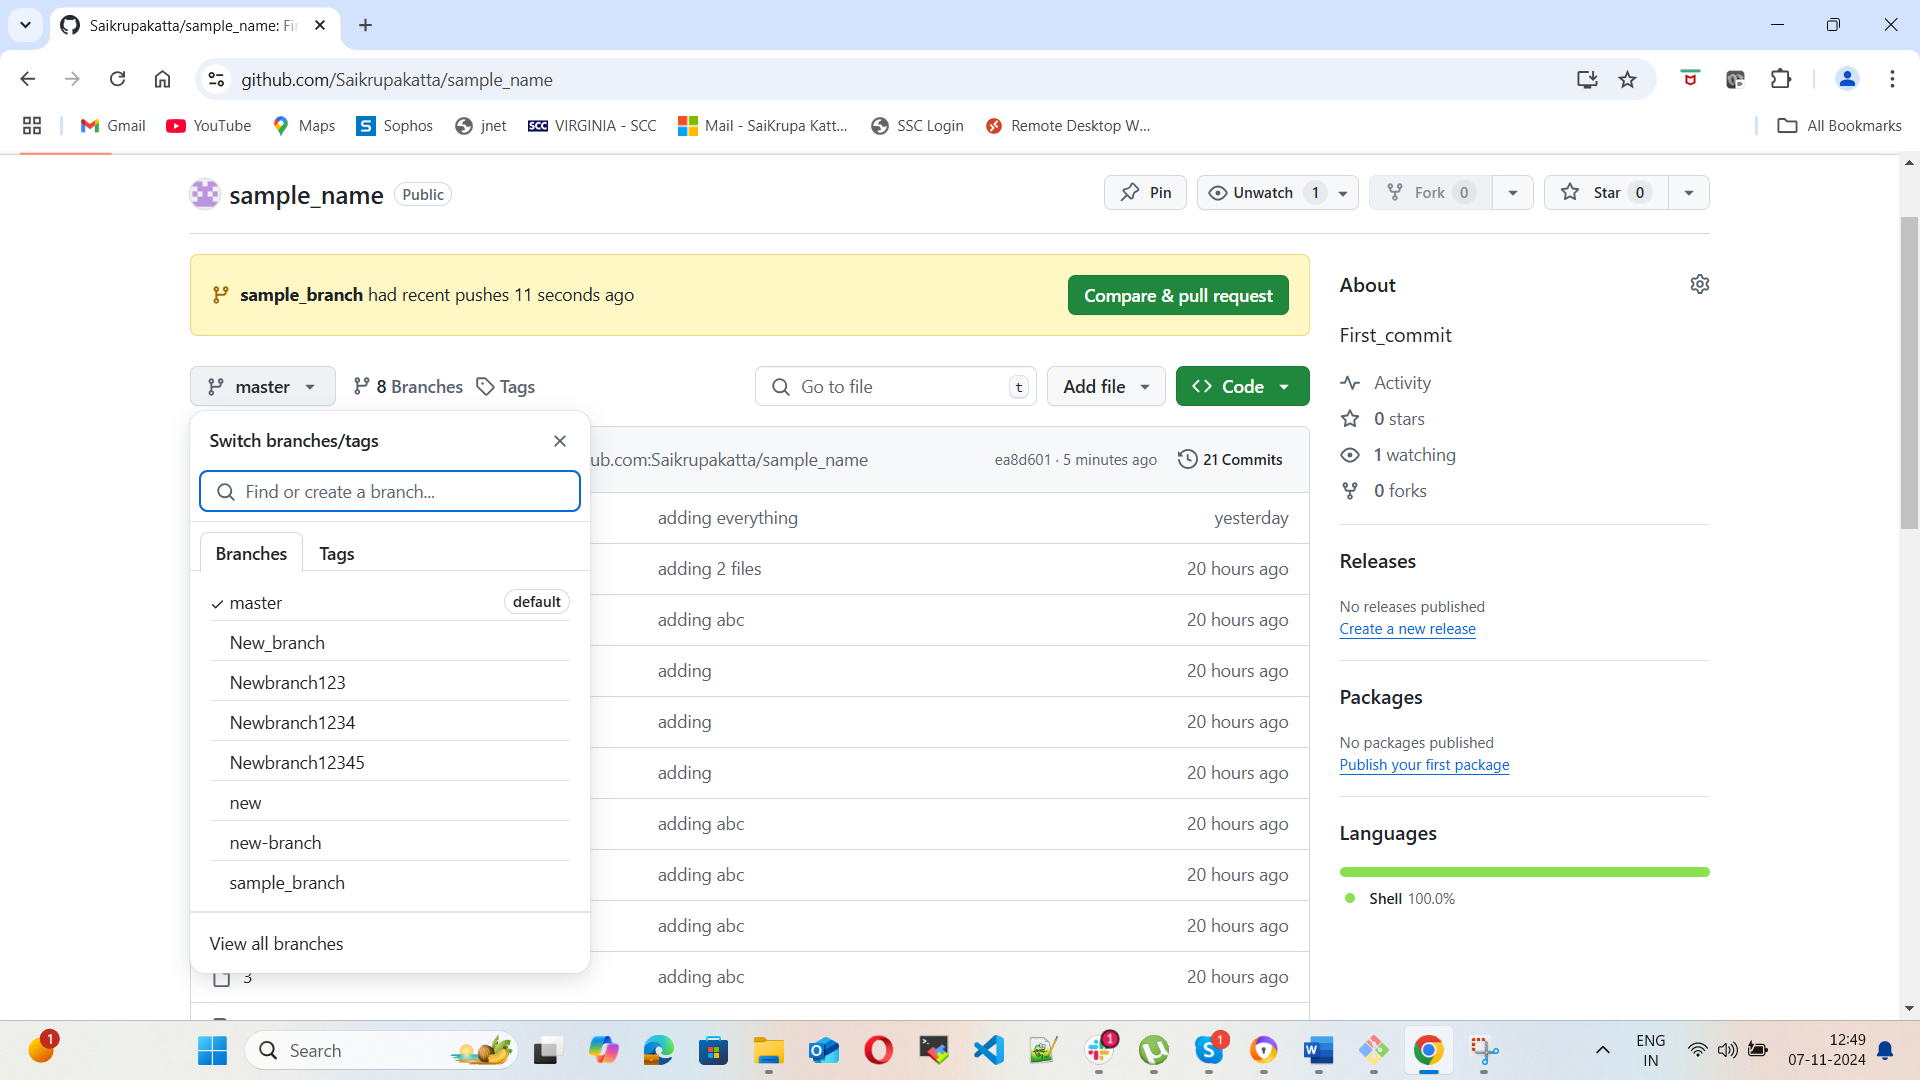 Saikrupakatta/sample_name: Fir
github.com/Saikrupakatta/sample_name
Gmail YouTube Maps Sophos jnet SCC VIRGINIA - SCC Mail - SaiKrupa Katt... SSC Login Remote Desktop W... All Bookmarks
sample_name Public Pin Unwatch 1 Fork 0 Star 0
sample_branch had recent pushes 11 seconds ago Compare & pull request
master 8 Branches Tags Go to file t Add file Code
Switch branches/tags
ub.com:Saikrupakatta/sample_name ea8d601 · 5 minutes ago 21 Commits
Find or create a branch...
Branches Tags
master default
New_branch
Newbranch123
Newbranch1234
Newbranch12345
new
new-branch
sample_branch
View all branches
adding everything yesterday
adding 2 files 20 hours ago
adding abc 20 hours ago
adding 20 hours ago
adding 20 hours ago
adding 20 hours ago
adding abc 20 hours ago
adding abc 20 hours ago
adding abc 20 hours ago
3 adding abc 20 hours ago
About
First_commit
Activity
0 stars
1 watching
0 forks
Releases
No releases published
Create a new release
Packages
No packages published
Publish your first package
Languages
Shell 100.0%
1 Search 1 1 ENG IN 12:49
07-11-2024